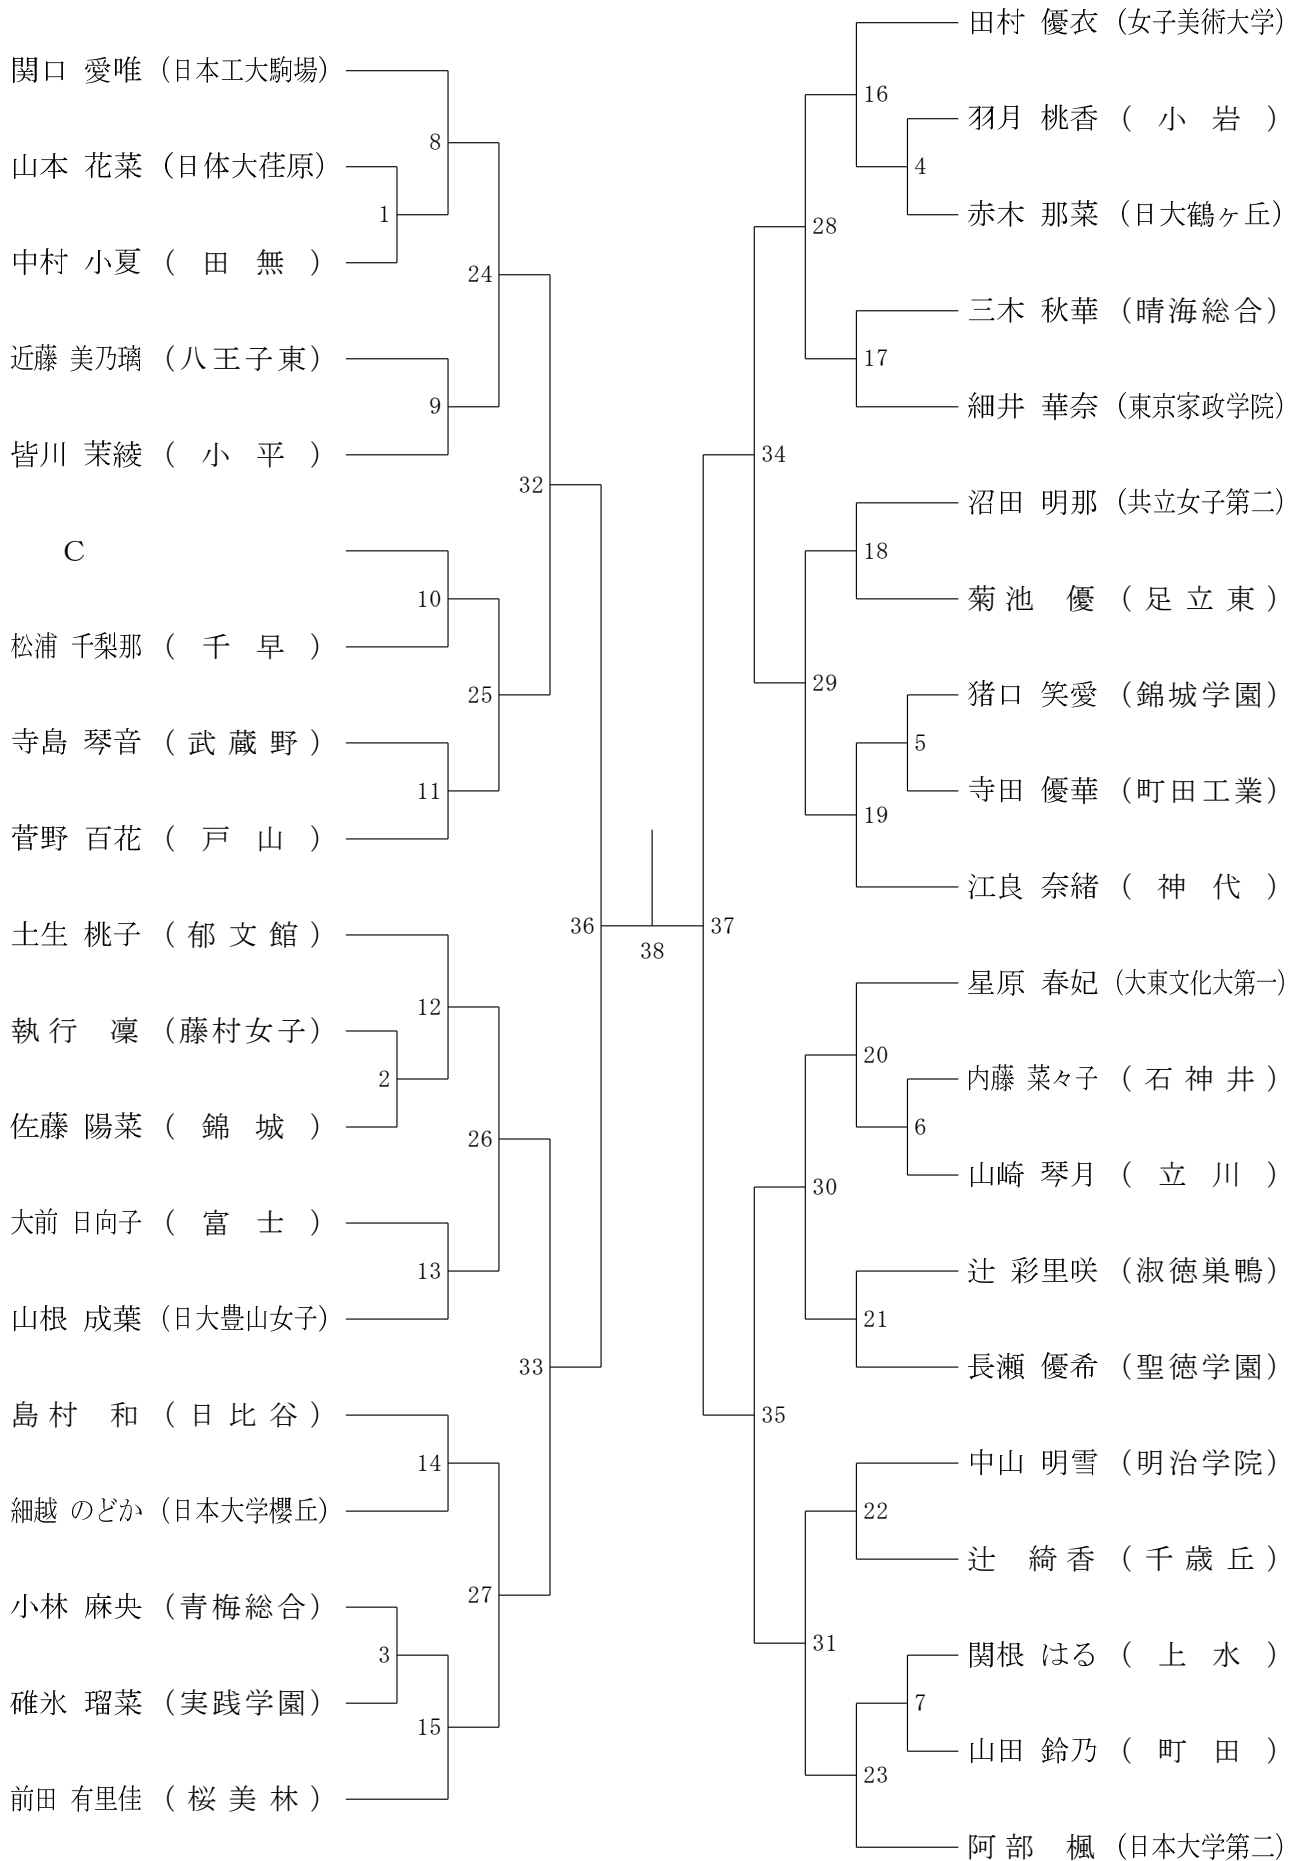 関口 愛唯 (日本工大駒場)
山本 花菜 (日体大荏原)
中村 小夏 (田無)
近藤 美乃璃 (八王子東)
皆川 茉綾 (小平)
C
松浦 千梨那 (千早)
寺島 琴音 (武蔵野)
菅野 百花 (戸山)
土生 桃子 (郁文館)
執行 凜 (藤村女子)
佐藤 陽菜 (錦城)
大前 日向子 (富士)
山根 成葉 (日大豊山女子)
島村 和 (日比谷)
細越 のどか (日本大学櫻丘)
小林 麻央 (青梅総合)
碓氷 瑠菜 (実践学園)
前田 有里佳 (桜美林)
1
2
3
8
9
10
11
12
13
14
15
24
25
26
27
32
33
36
38
37
34
35
28
29
30
31
16
17
18
19
20
21
22
23
4
5
6
7
田村 優衣 (女子美術大学)
羽月 桃香 (小岩)
赤木 那菜 (日大鶴ヶ丘)
三木 秋華 (晴海総合)
細井 華奈 (東京家政学院)
沼田 明那 (共立女子第二)
菊池 優 (足立東)
猪口 笑愛 (錦城学園)
寺田 優華 (町田工業)
江良 奈緒 (神代)
星原 春妃 (大東文化大第一)
内藤 菜々子 (石神井)
山崎 琴月 (立川)
辻 彩里咲 (淑徳巣鴨)
長瀬 優希 (聖徳学園)
中山 明雪 (明治学院)
辻 綺香 (千歳丘)
関根 はる (上水)
山田 鈴乃 (町田)
阿部 楓 (日本大学第二)